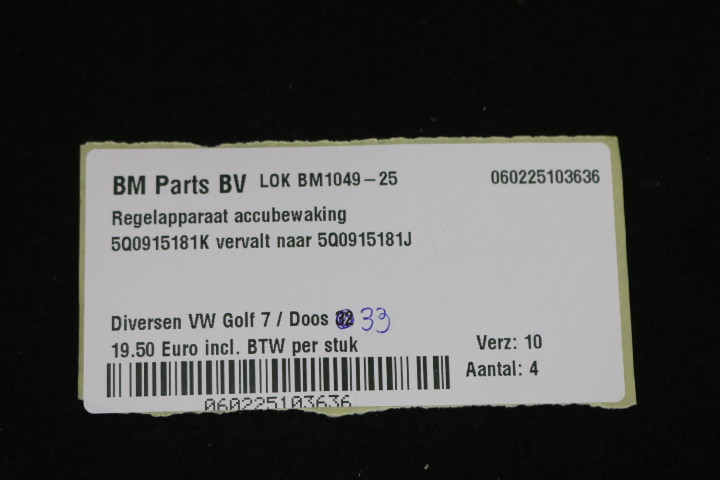 BM Parts BV LOK BM1049-25 060225103636
Regelapparaat accubewaking
5Q0915181K vervalt naar 5Q0915181J
Diversen VW Golf 7 / Doos 33
19.50 Euro incl. BTW per stuk Verz: 10
Aantal: 4
060225103636